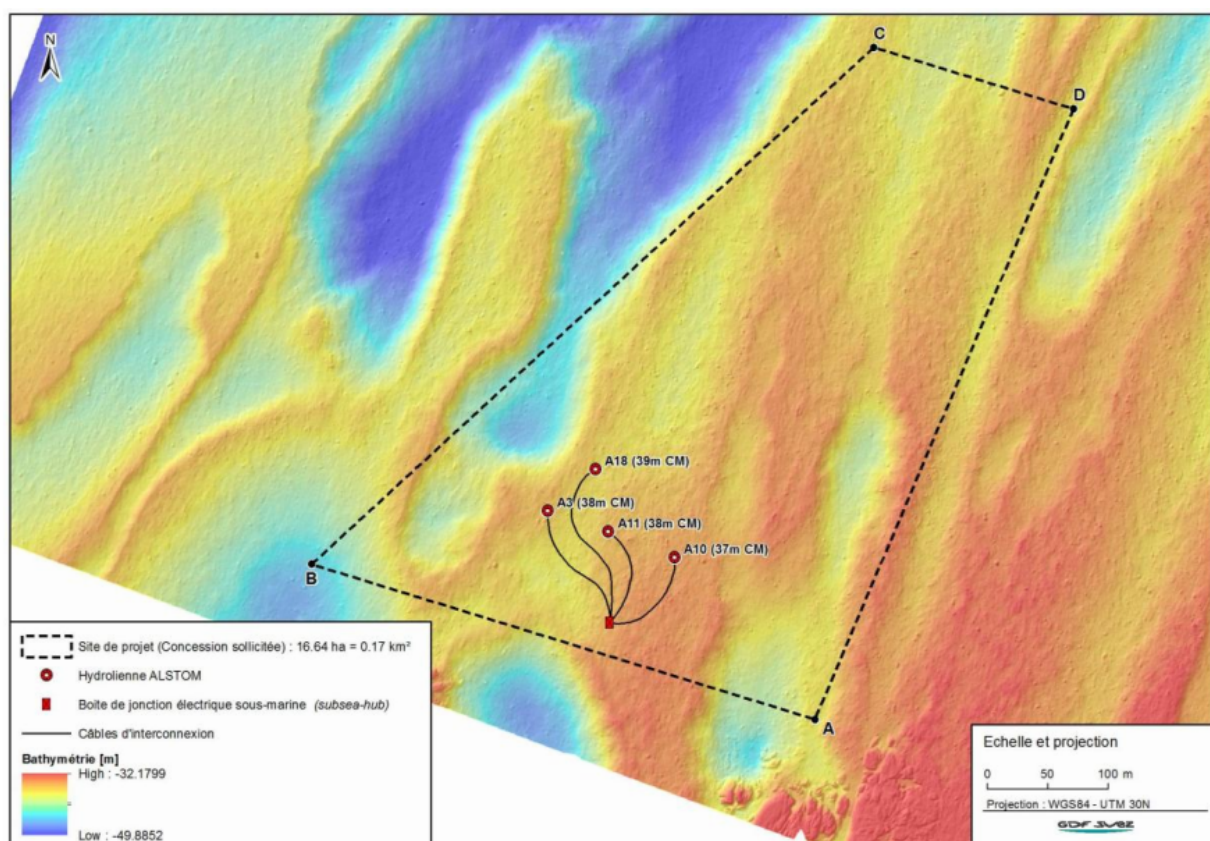 N
C
D
A18 (39m CM)
A3 (38m CM)
A11 (38m CM)
A10 (37m CM)
B
A
Site de projet (Concession sollicitée) : 16.64 ha = 0.17 km²
Hydrolienne ALSTOM
Boite de jonction électrique sous-marine (subsea-hub)
Câbles d'interconnexion
Bathymétrie [m]
High : -32.1799
Low : -49.8852
Echelle et projection
0 50 100 m
Projection : WGS84 - UTM 30N
GDF SUEZ